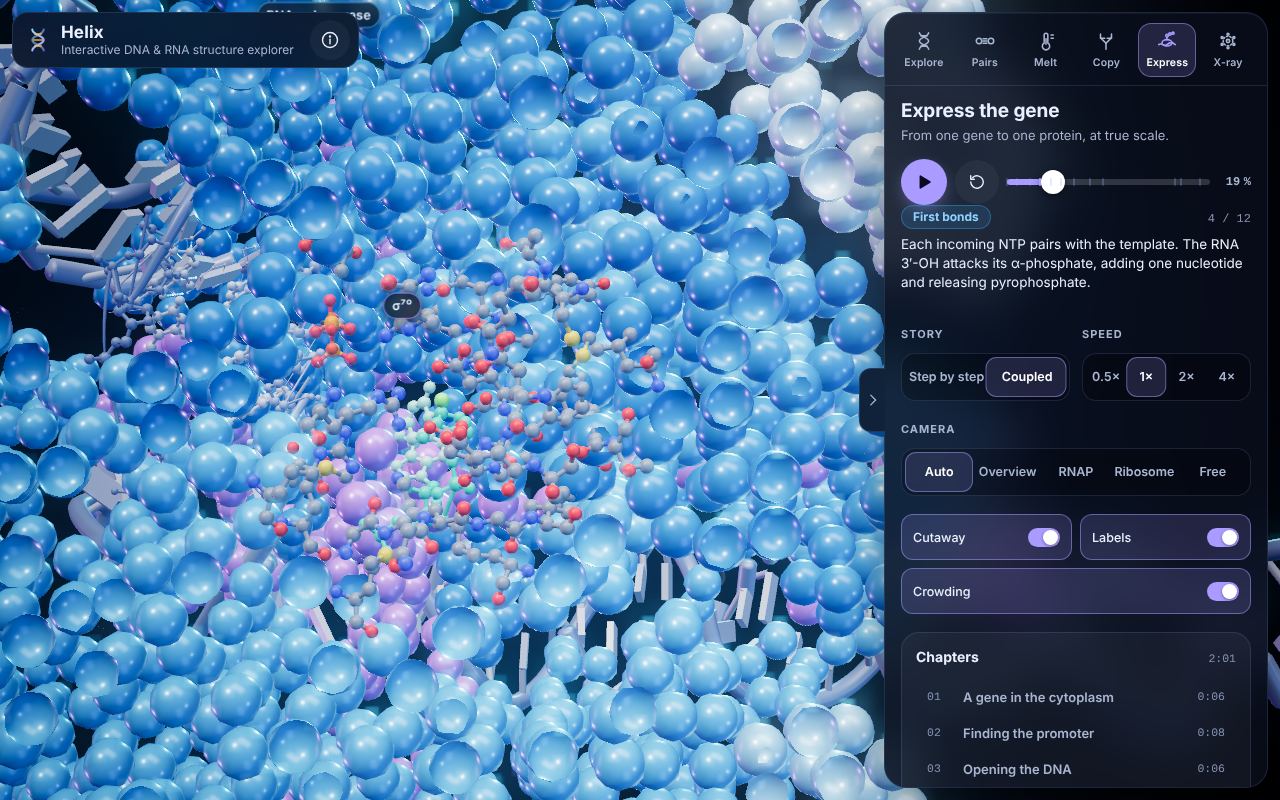 Helix
Interactive DNA & RNA structure explorer
σ⁷⁰
Explore
Pairs
Melt
Copy
Express
X-ray
Express the gene
From one gene to one protein, at true scale.
19 %
First bonds
4 / 12
Each incoming NTP pairs with the template. The RNA
3′-OH attacks its α-phosphate, adding one nucleotide
and releasing pyrophosphate.
STORY
SPEED
Step by step
Coupled
0.5×
1×
2×
4×
CAMERA
Auto
Overview
RNAP
Ribosome
Free
Cutaway
Labels
Crowding
Chapters
2:01
01 A gene in the cytoplasm 0:06
02 Finding the promoter 0:08
03 Opening the DNA 0:06